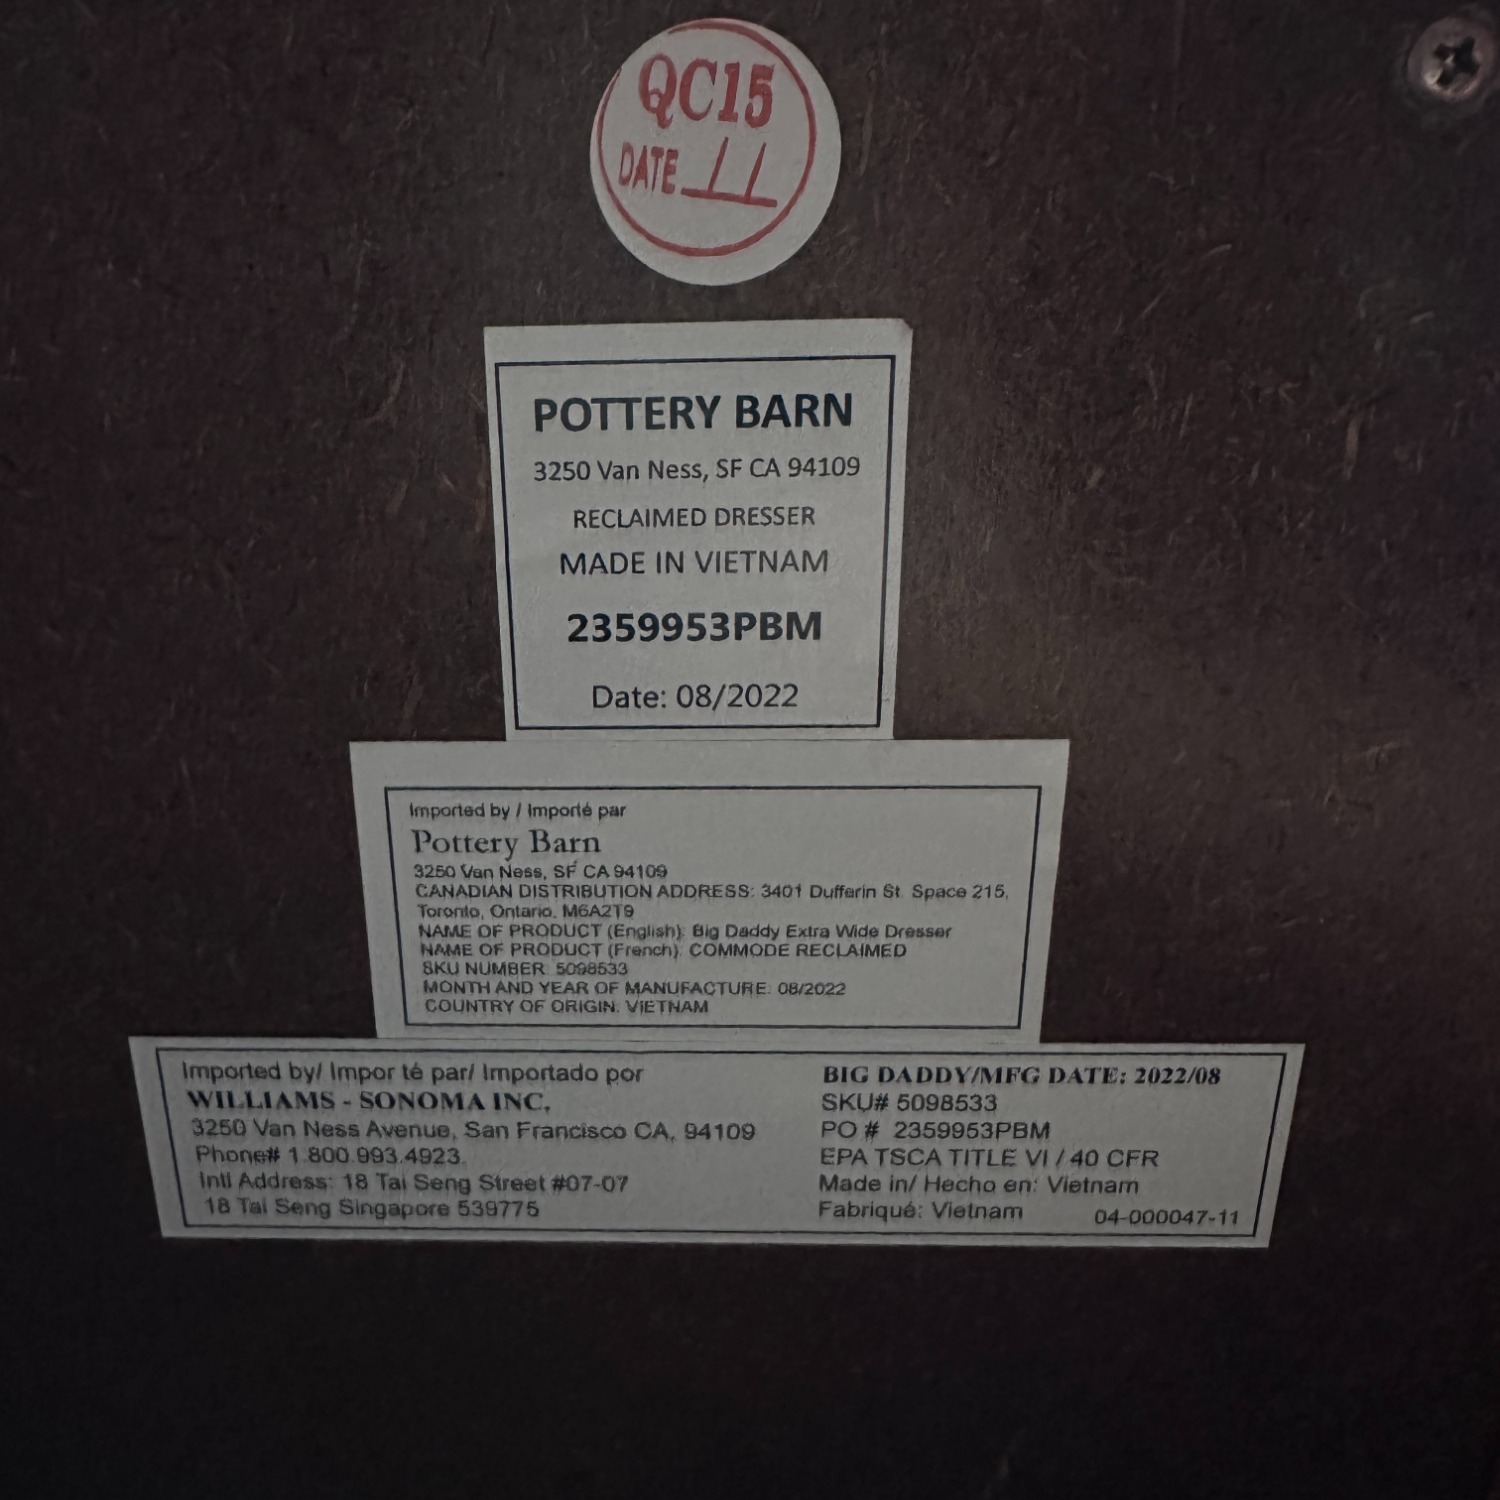 QC15
DATE
POTTERY BARN
3250 Van Ness, SF CA 94109
RECLAIMED DRESSER
MADE IN VIETNAM
2359953PBM
Date: 08/2022
Imported by / Importé par
Pottery Barn
3250 Van Ness, SF CA 94109
CANADIAN DISTRIBUTION ADDRESS: 3401 Dufferin St. Space 215,
Toronto, Ontario, M6A2T9
NAME OF PRODUCT (English): Big Daddy Extra Wide Dresser
NAME OF PRODUCT (French): COMMODE RECLAIMED
SKU NUMBER: 5098533
MONTH AND YEAR OF MANUFACTURE: 08/2022
COUNTRY OF ORIGIN: VIETNAM
Imported by/ Impor té par/ Importado por
WILLIAMS - SONOMA INC,
3250 Van Ness Avenue, San Francisco CA, 94109
Phone# 1.800.993.4923.
Intl Address: 18 Tai Seng Street #07-07
18 Tai Seng Singapore 539775
BIG DADDY/MFG DATE: 2022/08
SKU# 5098533
PO # 2359953PBM
EPA TSCA TITLE VI / 40 CFR
Made in/ Hecho en: Vietnam
Fabriqué: Vietnam 04-000047-11